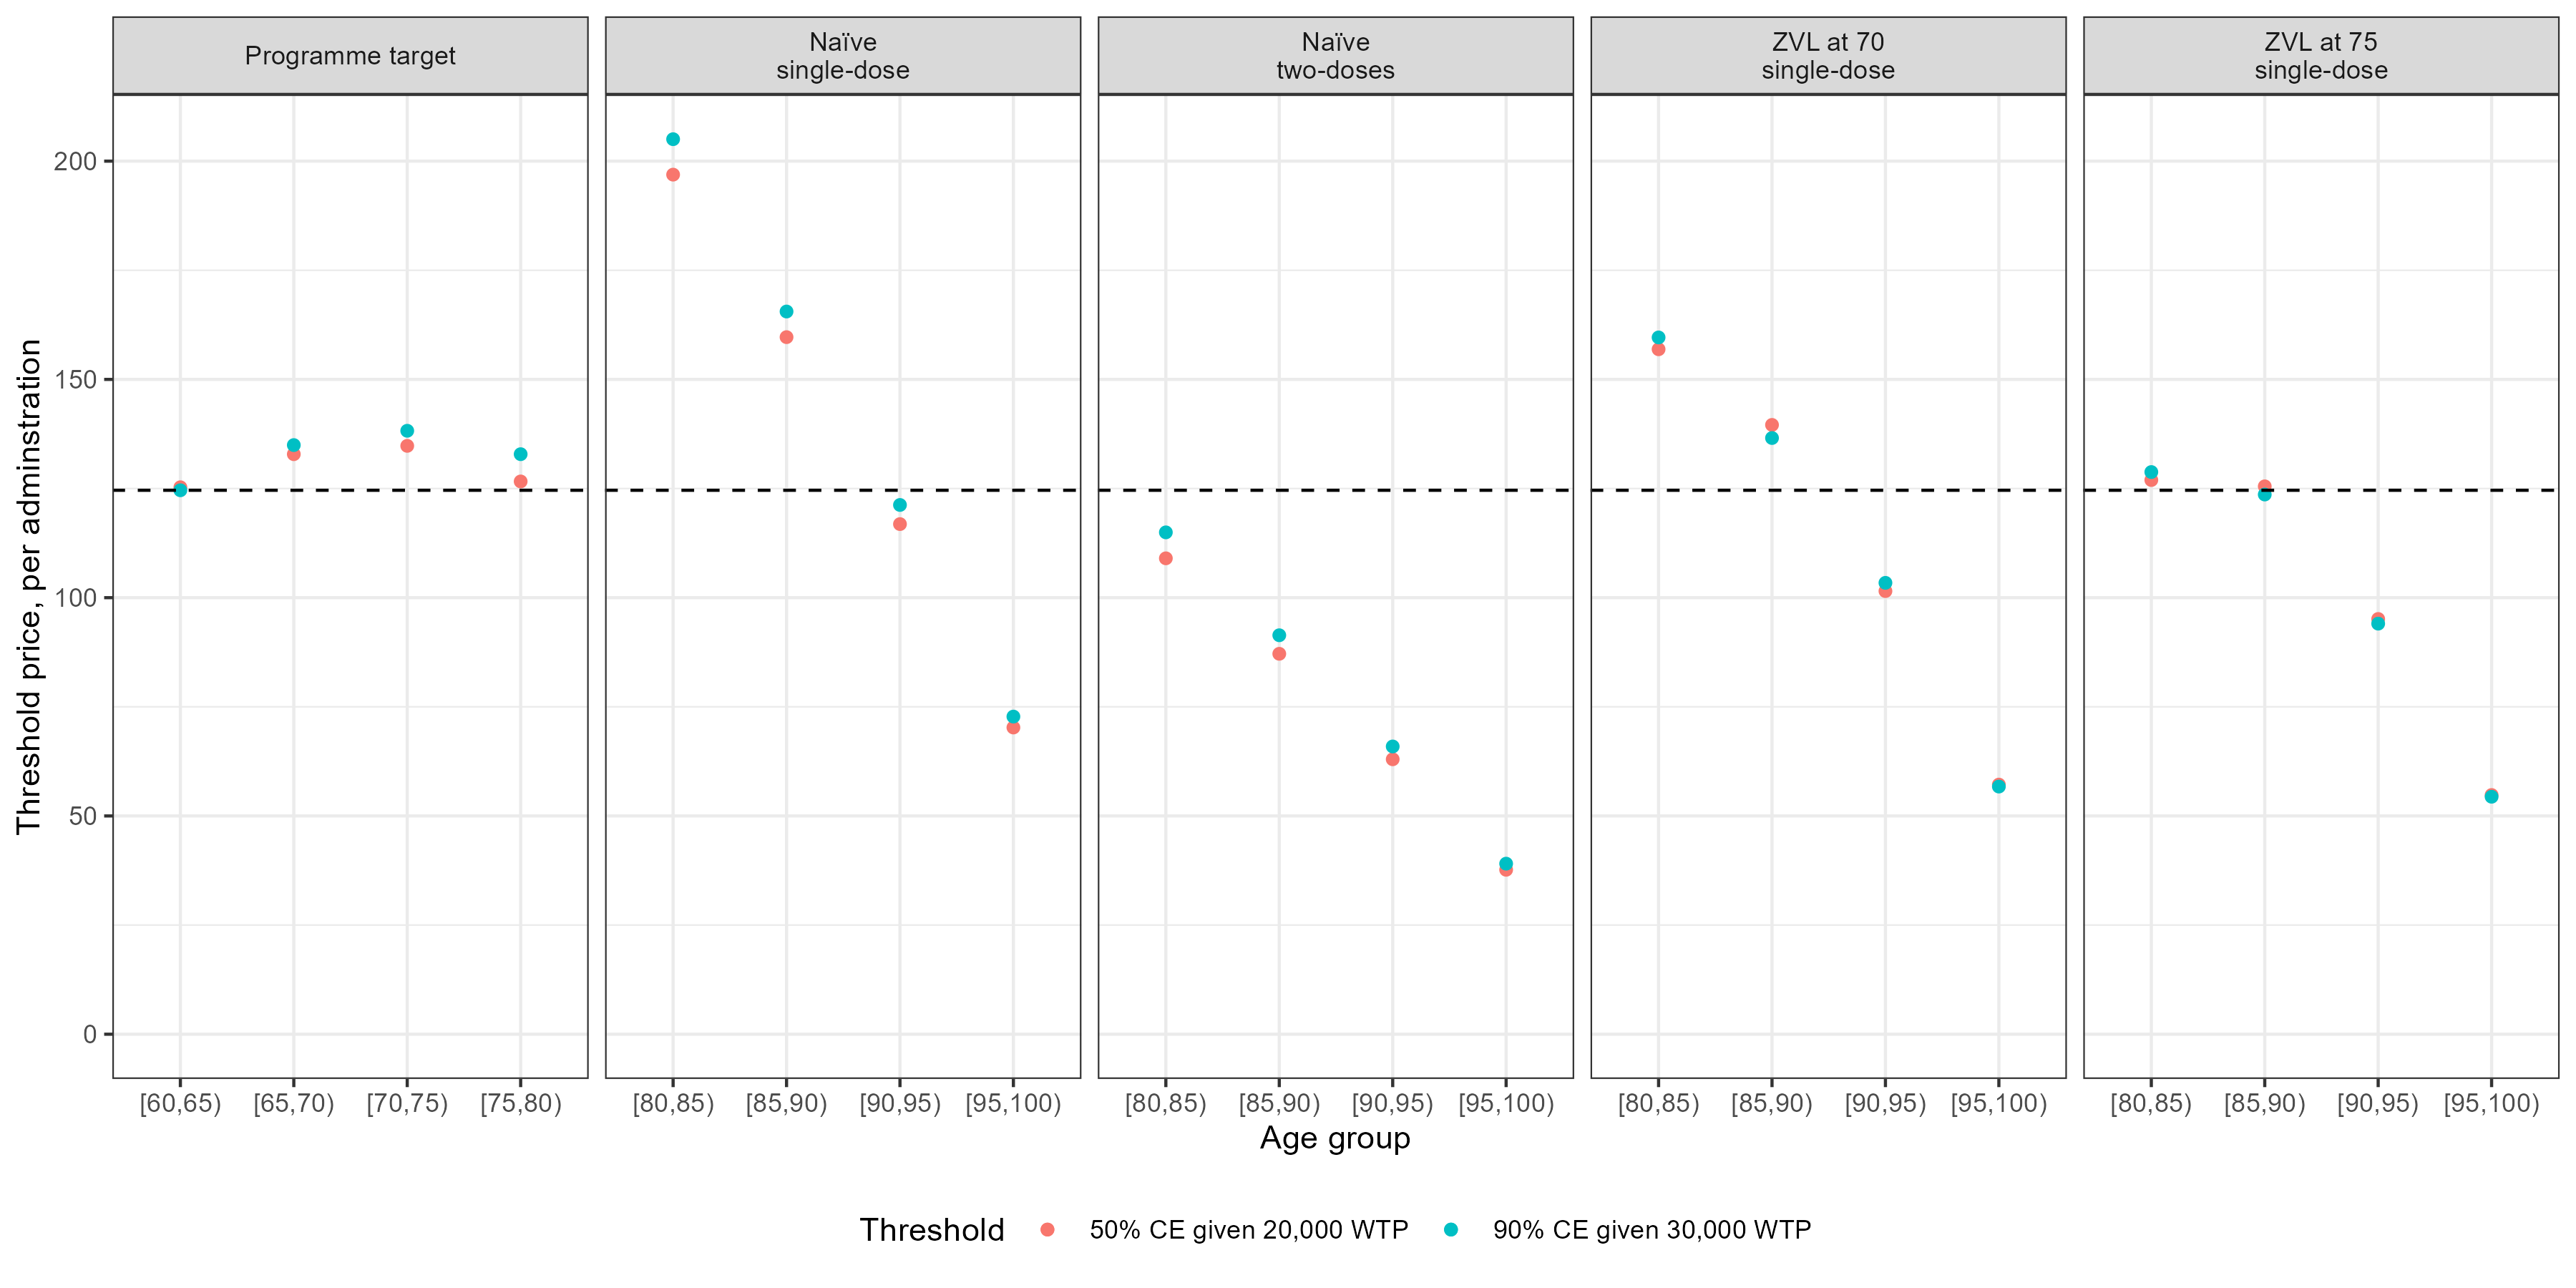 Programme target
Naïve
single-dose
Naïve
two-doses
ZVL at 70
single-dose
ZVL at 75
single-dose
Threshold price, per adminstration
200
150
100
50
0
[60,65) [65,70) [70,75) [75,80)
[80,85) [85,90) [90,95) [95,100)
[80,85) [85,90) [90,95) [95,100)
[80,85) [85,90) [90,95) [95,100)
[80,85) [85,90) [90,95) [95,100)
Age group
Threshold 50% CE given 20,000 WTP 90% CE given 30,000 WTP